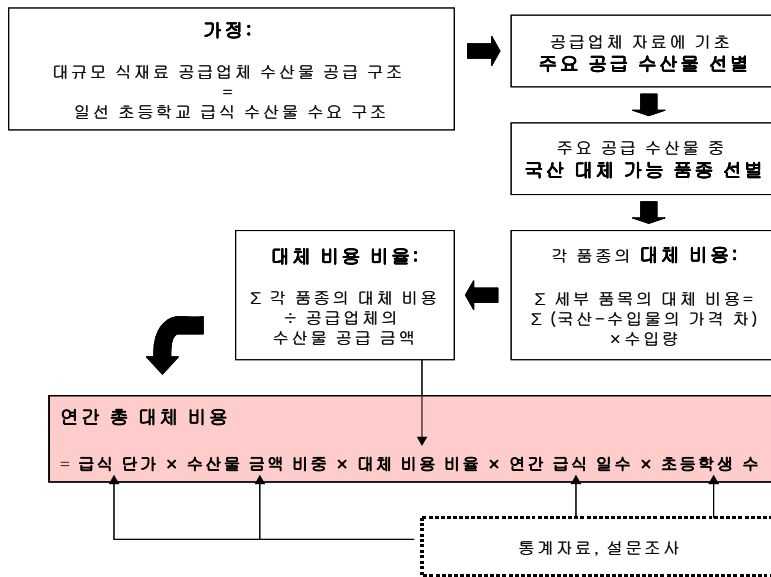 가정:
대규모 식재료 공급업체 수산물 공급 구조
=
일선 초등학교 급식 수산물 수요 구조
공급업체 자료에 기초
주요 공급 수산물 선별
주요 공급 수산물 중
국산 대체 가능 품종 선별
각 품종의 대체 비용:
Σ 세부 품목의 대체 비용=
Σ (국산-수입물의 가격 차)
×수입량
대체 비용 비율:
Σ 각 품종의 대체 비용
÷ 공급업체의
수산물 공급 금액
연간 총 대체 비용
= 급식 단가 × 수산물 금액 비중 × 대체 비용 비율 × 연간 급식 일수 × 초등학생 수
통계자료, 설문조사